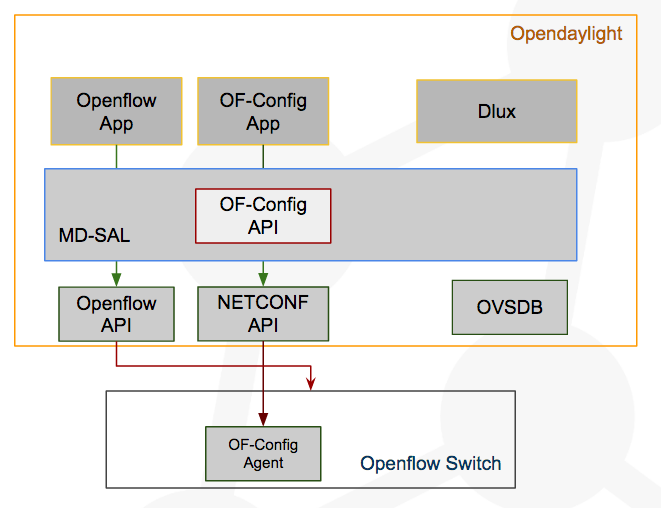 Opendaylight
Openflow
App
OF-Config
App
Dlux
OF-Config
API
MD-SAL
Openflow
API
NETCONF
API
OVSDB
OF-Config
Agent
Openflow Switch